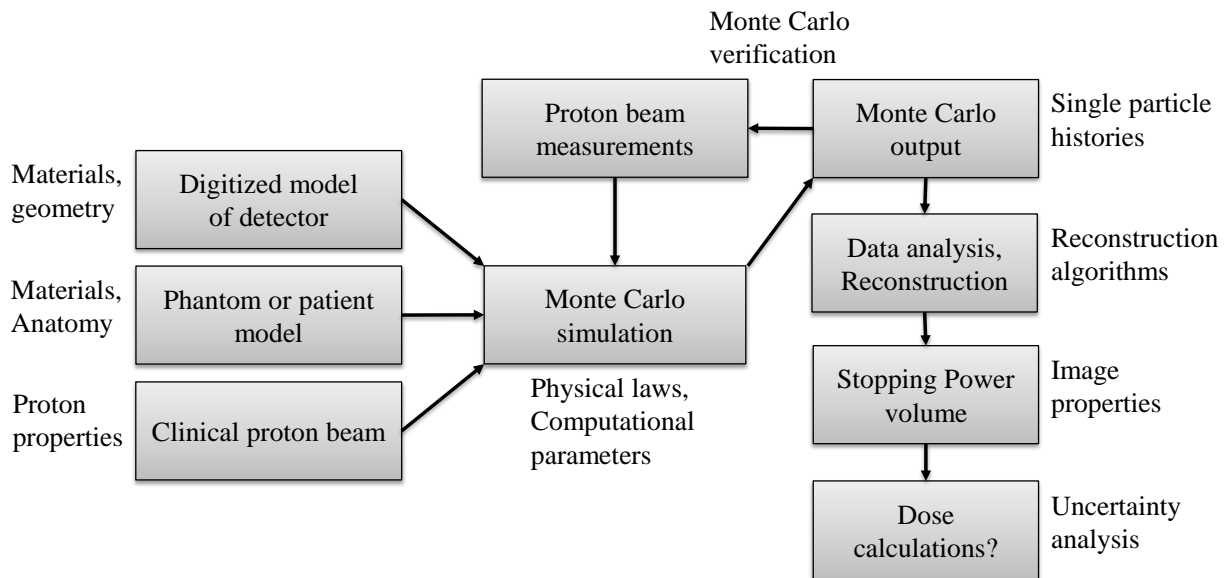 Monte Carlo
verification
Proton beam
measurements
Monte Carlo
output
Single particle
histories
Materials,
geometry
Digitized model
of detector
Data analysis,
Reconstruction
Reconstruction
algorithms
Materials,
Anatomy
Phantom or patient
model
Monte Carlo
simulation
Physical laws,
Computational
parameters
Stopping Power
volume
Image
properties
Proton
properties
Clinical proton beam
Dose
calculations?
Uncertainty
analysis